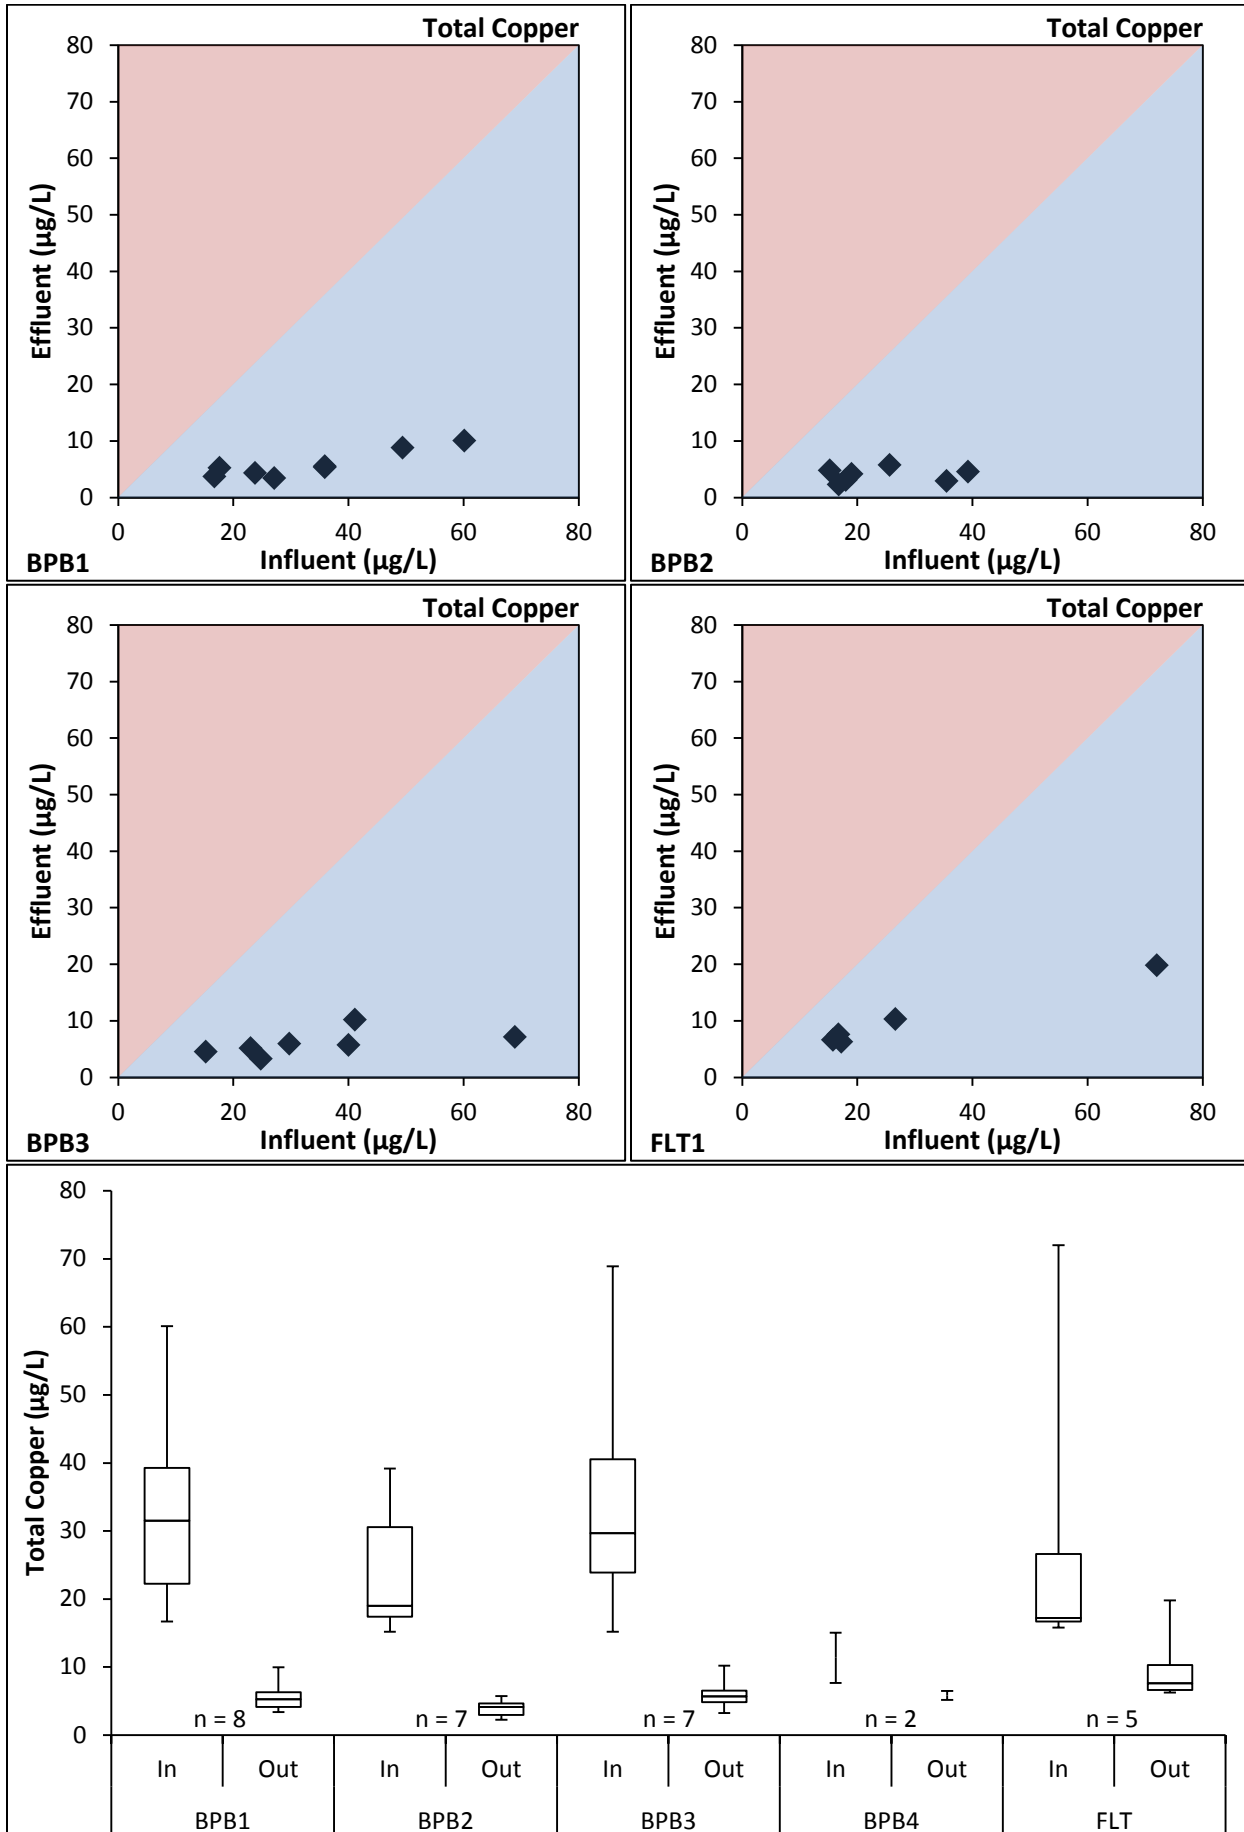 Total Copper
80
70
60
50
40
30
20
10
0
Effluent (µg/L)
0 20 40 60 80
Influent (µg/L)
BPB1
Total Copper
80
70
60
50
40
30
20
10
0
Effluent (µg/L)
0 20 40 60 80
Influent (µg/L)
BPB2
Total Copper
80
70
60
50
40
30
20
10
0
Effluent (µg/L)
0 20 40 60 80
Influent (µg/L)
BPB3
Total Copper
80
70
60
50
40
30
20
10
0
Effluent (µg/L)
0 20 40 60 80
Influent (µg/L)
FLT1
80
70
60
50
40
30
20
10
0
Total Copper (µg/L)
n = 8 n = 7 n = 7 n = 2 n = 5
In Out In Out In Out In Out In Out
BPB1 BPB2 BPB3 BPB4 FLT